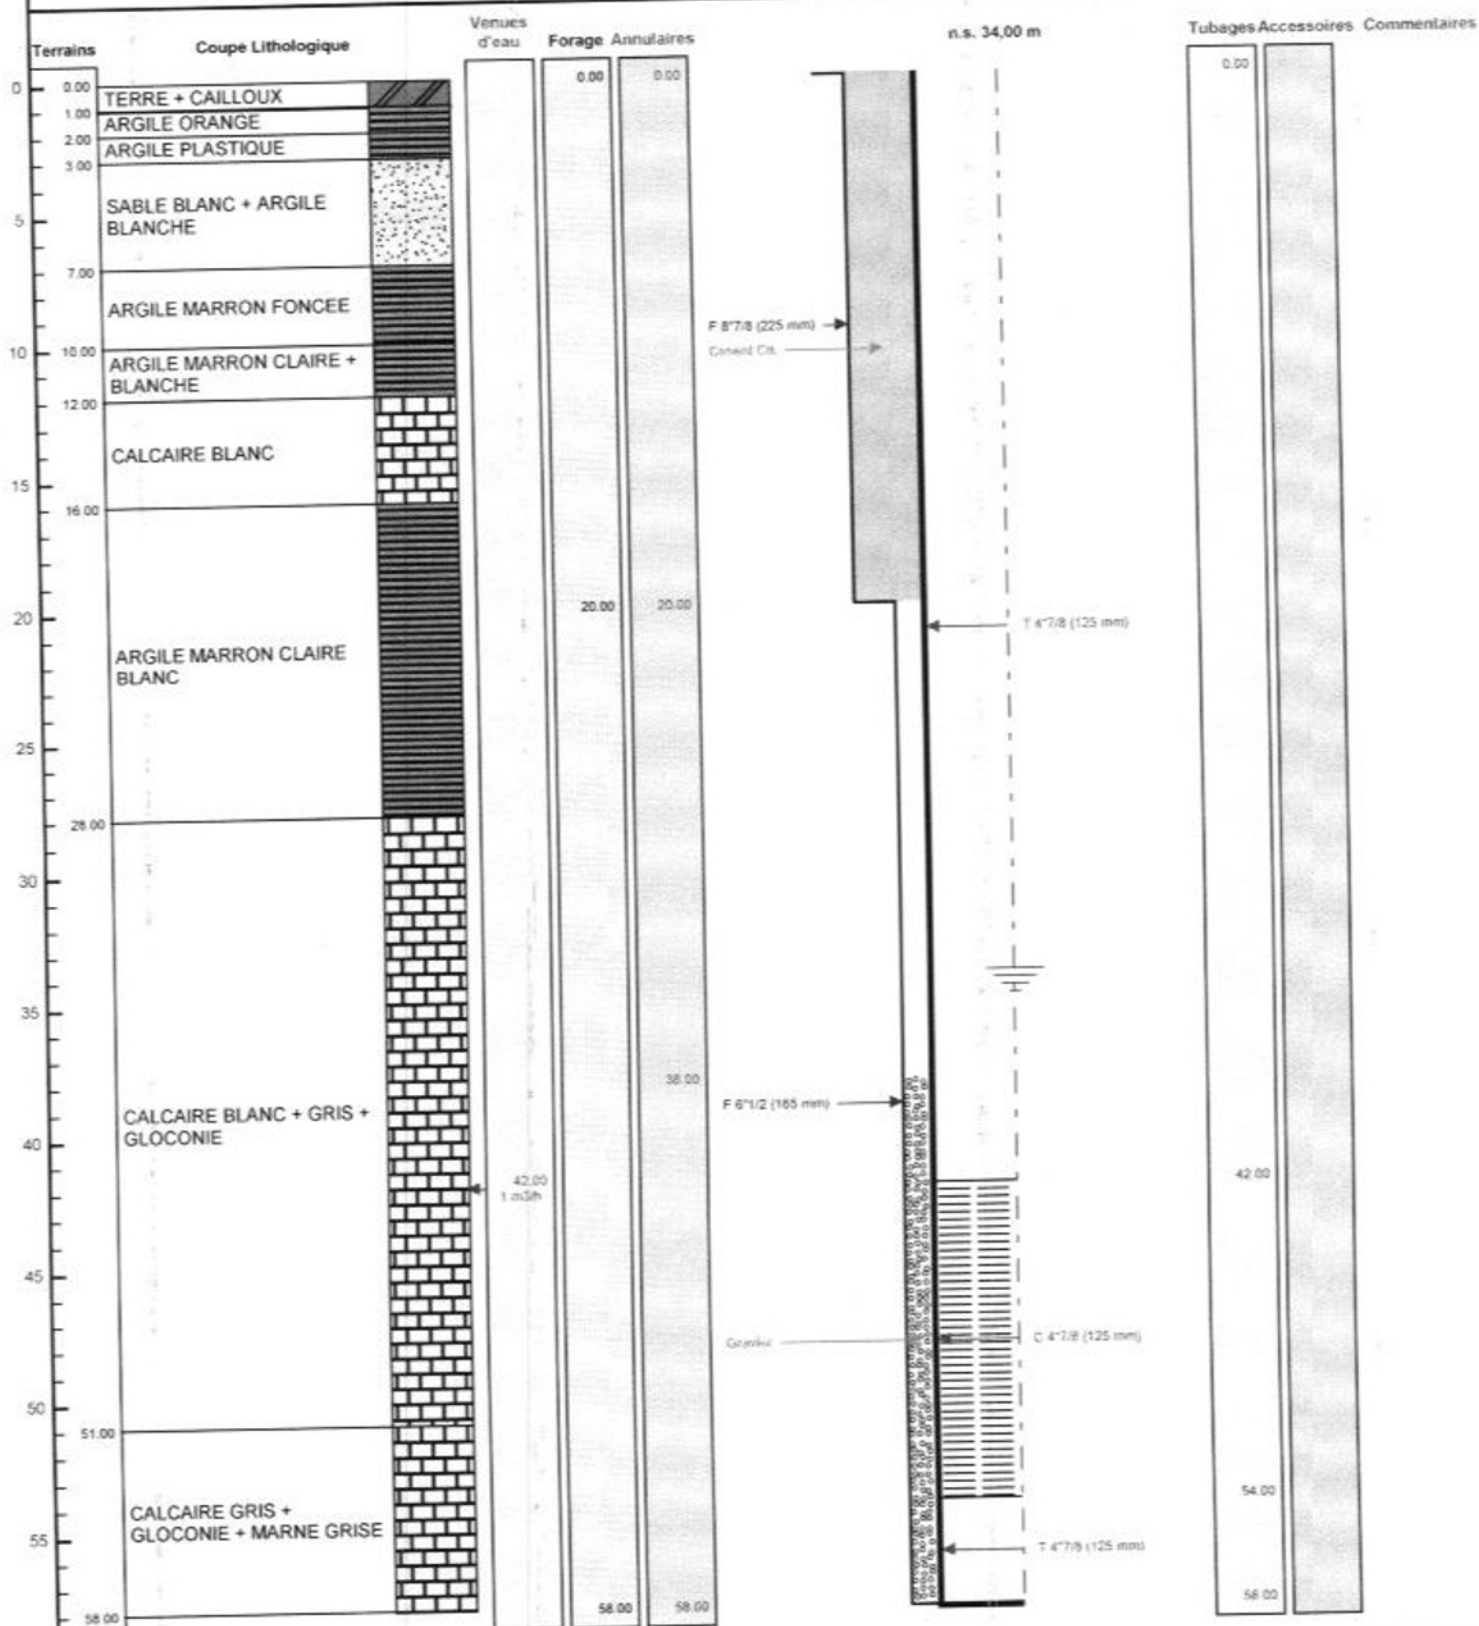 Terrains
Coupe Lithologique
Venues
d'eau
Forage
Annulaires
n.s. 34,00 m
Tubages
Accessoires
Commentaires
0
0.00
TERRE + CAILLOUX
1.00
ARGILE ORANGE
2.00
ARGILE PLASTIQUE
3.00
SABLE BLANC + ARGILE
BLANCHE
5
7.00
ARGILE MARRON FONCEE
10
10.00
ARGILE MARRON CLAIRE +
BLANCHE
12.00
CALCAIRE BLANC
15
16.00
20
ARGILE MARRON CLAIRE
BLANC
25
28.00
30
35
CALCAIRE BLANC + GRIS +
GLOCONIE
40
45
50
51.00
CALCAIRE GRIS +
GLOCONIE + MARNE GRISE
55
58.00
42.00
1 m3/h
0.00
20.00
58.00
0.00
20.00
38.00
58.00
F 8"7/8 (225 mm)
T 4"7/8 (125 mm)
F 6"1/2 (165 mm)
Gravier
C 4"7/8 (125 mm)
T 4"7/8 (125 mm)
0.00
42.00
54.00
58.00